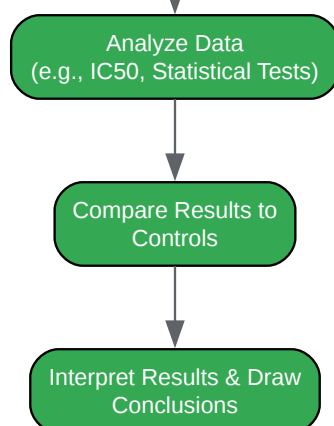 Analyze Data
(e.g., IC50, Statistical Tests)
Compare Results to
Controls
Interpret Results & Draw
Conclusions